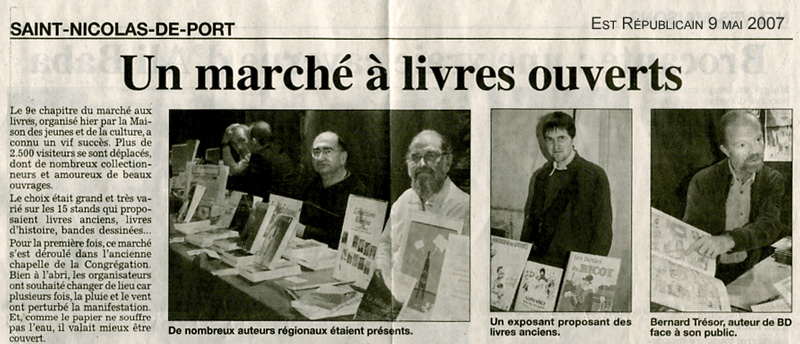 SAINT-NICOLAS-DE-PORT
EST RÉPUBLICAIN 9 MAI 2007
Un marché à livres ouverts
Le 9e chapitre du marché aux
livres, organisé hier par la Mai-
son des jeunes et de la culture, a
connu un vif succès. Plus de
2.500 visiteurs se sont déplacés,
dont de nombreux collection-
neurs et amoureux de beaux
ouvrages.
Le choix était grand et très va-
rié sur les 15 stands qui propo-
saient livres anciens, livres
d'histoire, bandes dessinées...
Pour la première fois, ce marché
s'est déroulé dans l'ancienne
chapelle de la Congrégation.
Bien à l'abri, les organisateurs
ont souhaité changer de lieu car
plusieurs fois, la pluie et le vent
ont perturbé la manifestation.
Et, comme le papier ne souffre
pas l'eau, il valait mieux être
couvert.
De nombreux auteurs régionaux étaient présents.
BICOT
Un exposant proposant des
livres anciens.
Bernard Trésor, auteur de BD
face à son public.